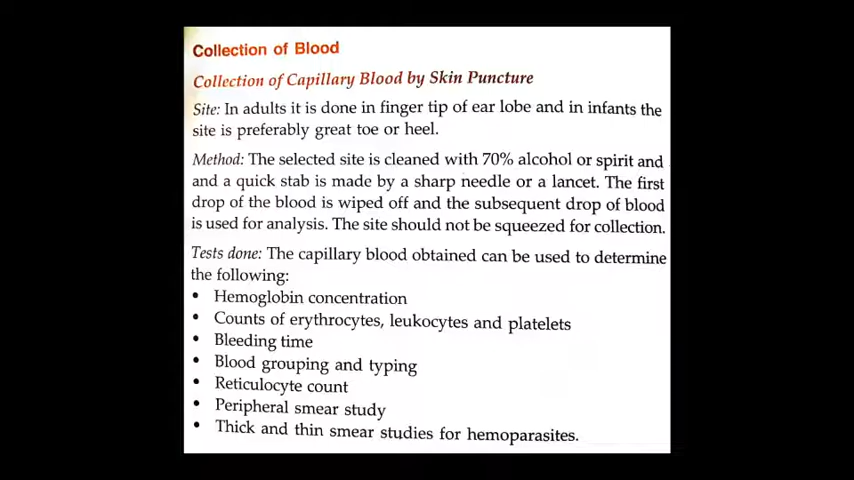 Collection of Blood
Collection of Capillary Blood by Skin Puncture
Site: In adults it is done in finger tip of ear lobe and in infants the
site is preferably great toe or heel.
Method: The selected site is cleaned with 70% alcohol or spirit and
and a quick stab is made by a sharp needle or a lancet. The first
drop of the blood is wiped off and the subsequent drop of blood
is used for analysis. The site should not be squeezed for collection.
Tests done: The capillary blood obtained can be used to determine
the following:
• Hemoglobin concentration
• Counts of erythrocytes, leukocytes and platelets
• Bleeding time
• Blood grouping and typing
• Reticulocyte count
• Peripheral smear study
• Thick and thin smear studies for hemoparasites.